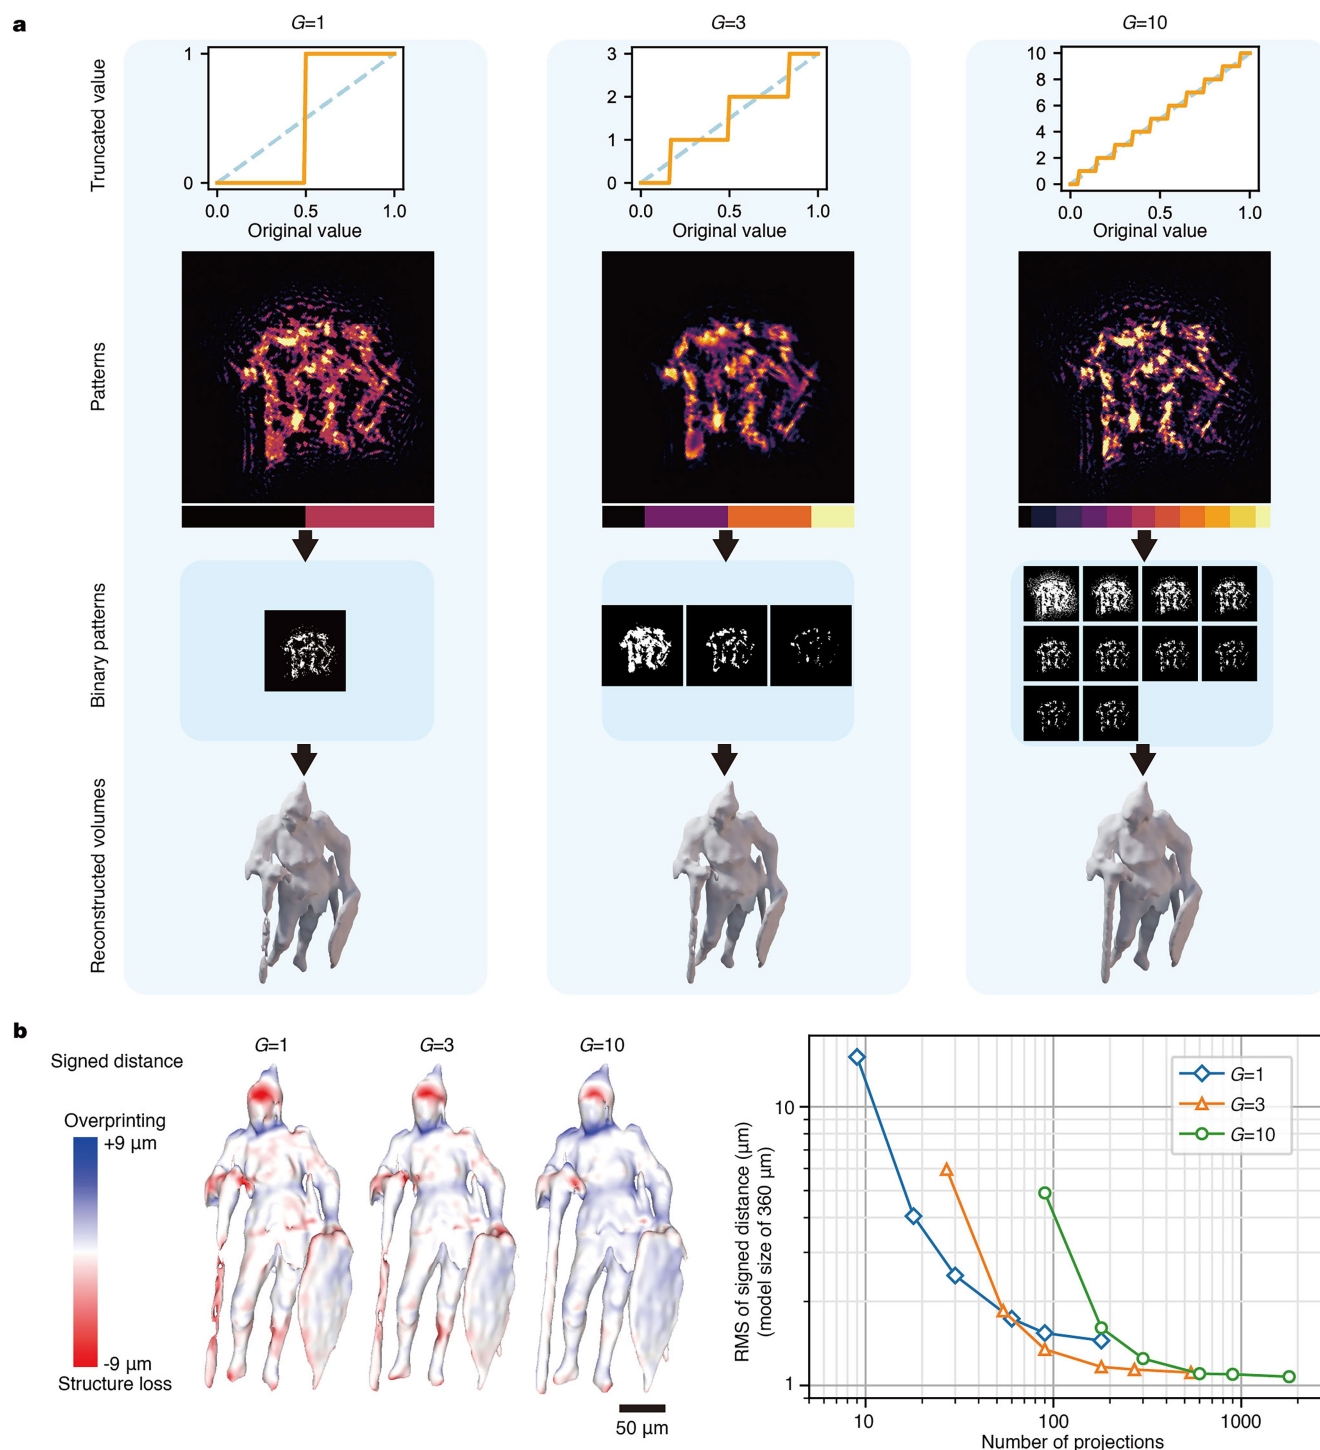 a
G=1
G=3
G=10
Truncated value
1
0
0.0
0.5
1.0
Original value
3
2
1
0
0.0
0.5
1.0
Original value
10
8
6
4
2
0
0.0
0.5
1.0
Original value
Patterns
Binary patterns
Reconstructed volumes
b
Signed distance
Overprinting
+9 µm
-9 µm
Structure loss
G=1
G=3
G=10
50 µm
RMS of signed distance (µm)
(model size of 360 µm)
10
1
G=1
G=3
G=10
10
100
1000
Number of projections